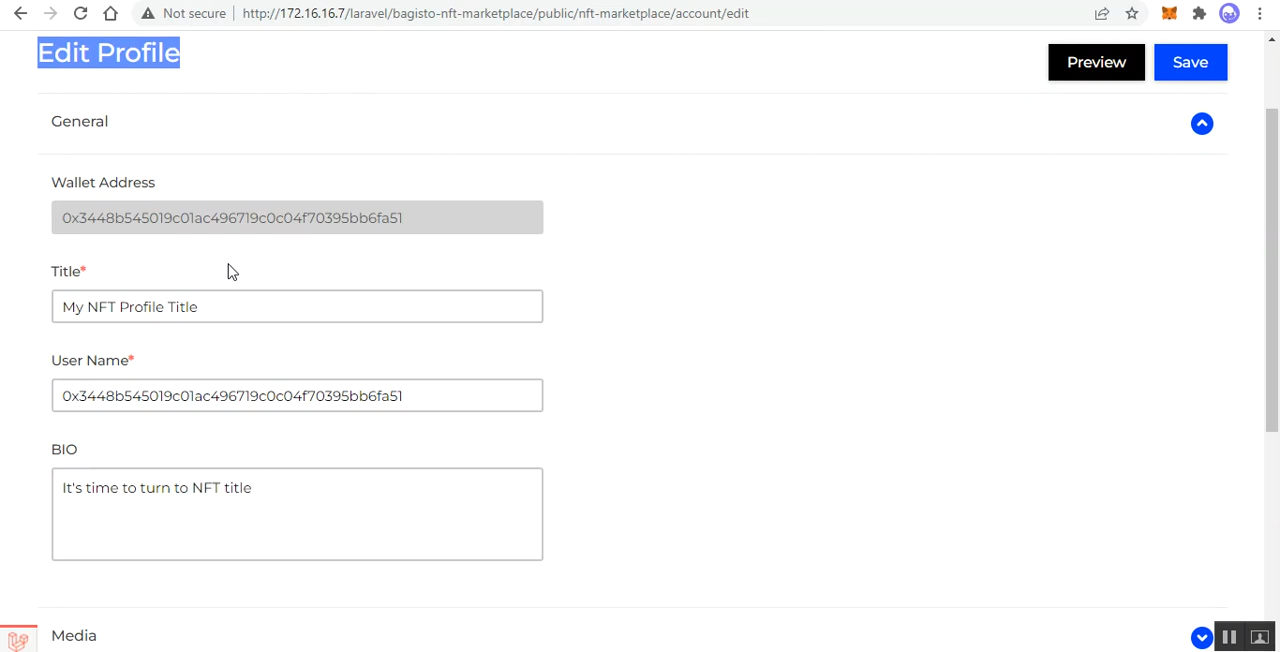 Not secure
http://172.16.16.7/laravel/bagisto-nft-marketplace/public/nft-marketplace/account/edit
Edit Profile
Preview
Save
General
Wallet Address
0x3448b545019c01ac496719c0c04f70395bb6fa51
Title*
My NFT Profile Title
User Name*
0x3448b545019c01ac496719c0c04f70395bb6fa51
BIO
It's time to turn to NFT title
Media